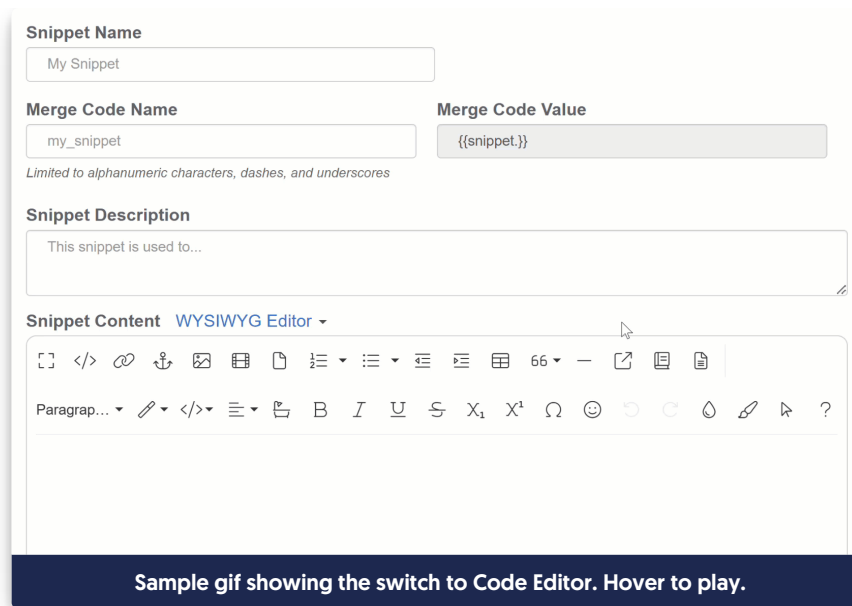 Snippet Name
My Snippet
Merge Code Name Merge Code Value
my_snippet {{snippet.}}
Limited to alphanumeric characters, dashes, and underscores
Snippet Description
This snippet is used to...
Snippet Content WYSIWYG Editor
66
Paragrap... </> B I U S X₁ X¹ Ω ?
Sample gif showing the switch to Code Editor. Hover to play.